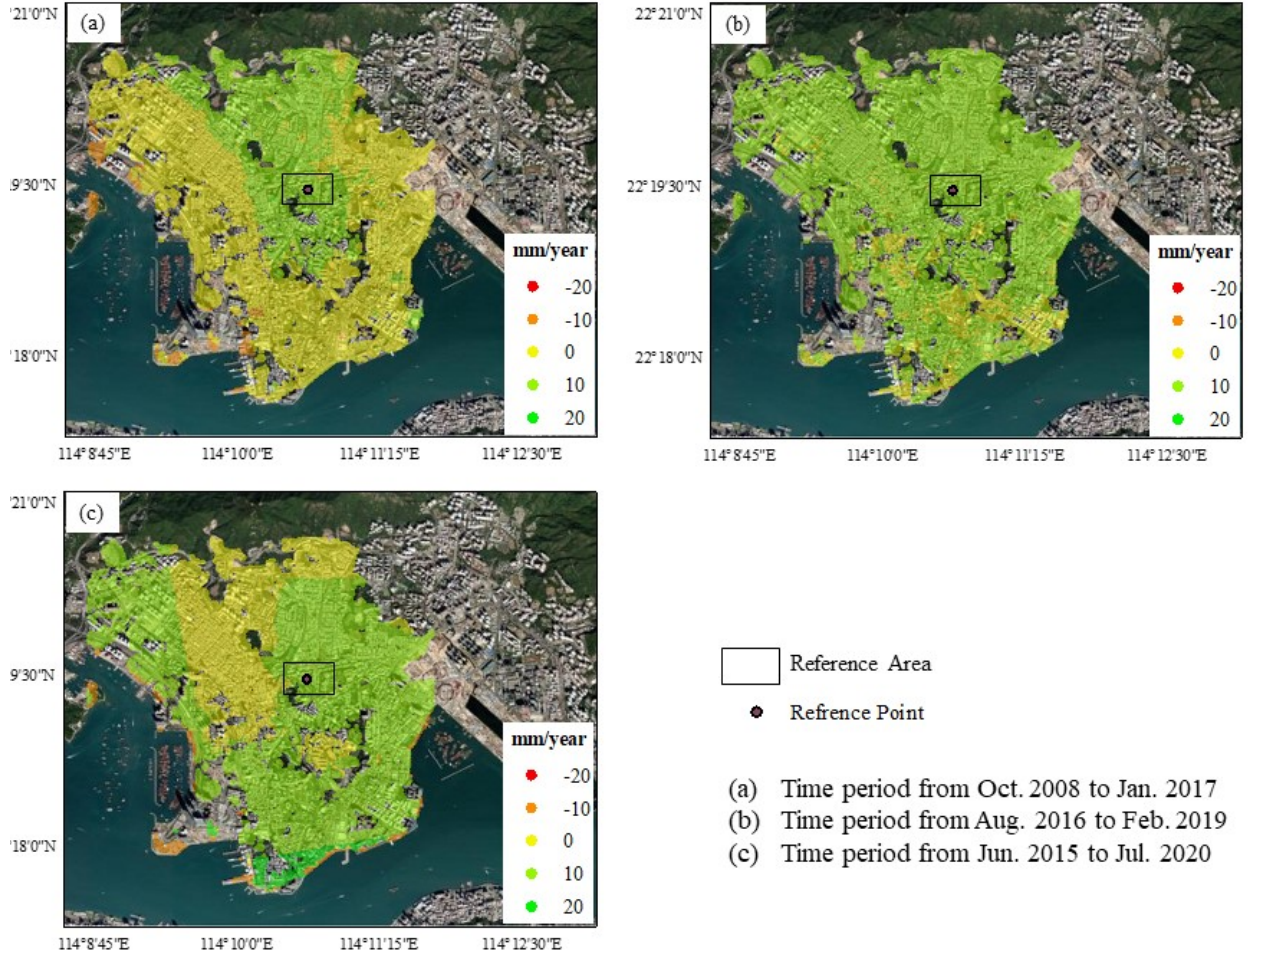 (a)
(b)
'21'0"N
22°21'0"N
'9'30"N
22°19'30"N
'18'0"N
22°18'0"N
mm/year
-20
-10
0
10
20
mm/year
-20
-10
0
10
20
114°8'45"E 114°10'0"E 114°11'15"E 114°12'30"E
114°8'45"E 114°10'0"E 114°11'15"E 114°12'30"E
(c)
'21'0"N
'9'30"N
'18'0"N
mm/year
-20
-10
0
10
20
114°8'45"E 114°10'0"E 114°11'15"E 114°12'30"E
Reference Area
Refrence Point
(a) Time period from Oct. 2008 to Jan. 2017
(b) Time period from Aug. 2016 to Feb. 2019
(c) Time period from Jun. 2015 to Jul. 2020